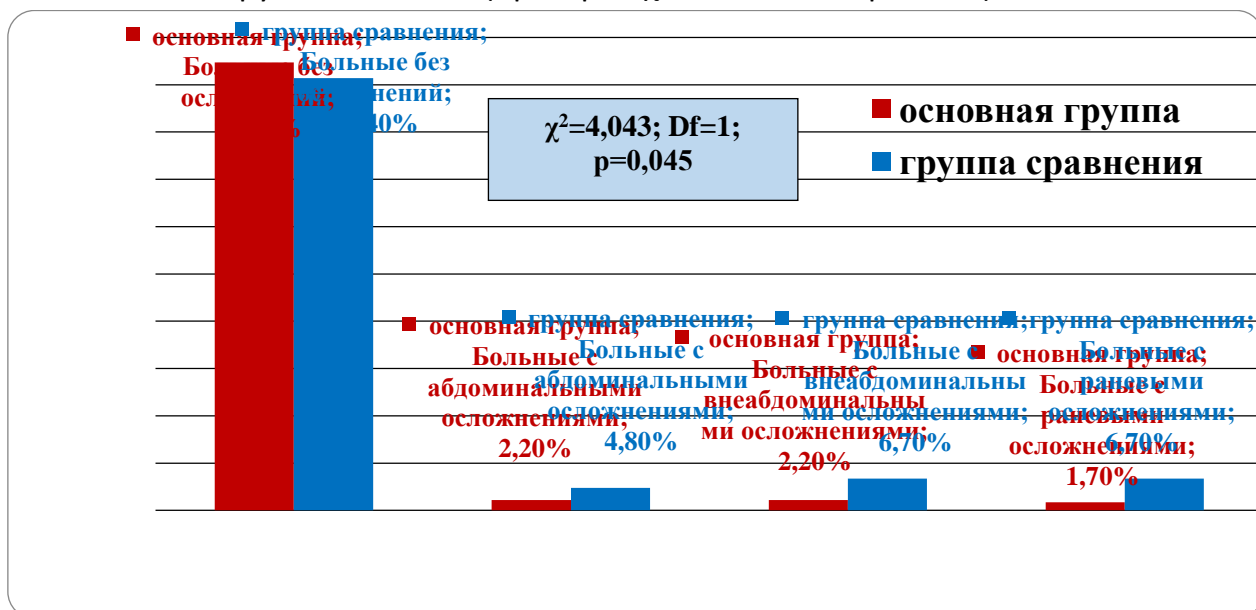 основная группа;
группа сравнения;
Больные без
осложнений;
χ²=4,043; Df=1;
p=0,045
основная группа
группа сравнения
основная группа;
Больные с
абдоминальными
осложнениями;
2,20%
группа сравнения;
Больные с
абдоминальными
осложнениями;
4,80%
основная группа;
Больные с
внеабдоминальны
ми осложнениями;
2,20%
группа сравнения;
Больные с
внеабдоминальны
ми осложнениями;
6,70%
основная группа;
Больные с
раневыми
осложнениями;
1,70%
группа сравнения;
Больные с
раневыми
осложнениями;
6,70%